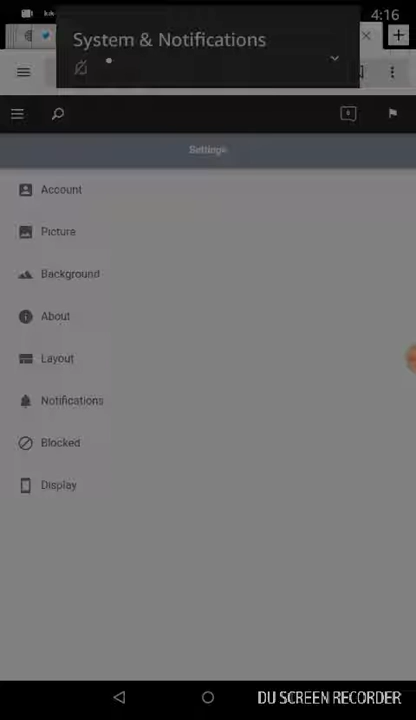 4:16
System & Notifications
Settings
Account
Picture
Background
About
Layout
Notifications
Blocked
Display
DU SCREEN RECORDER